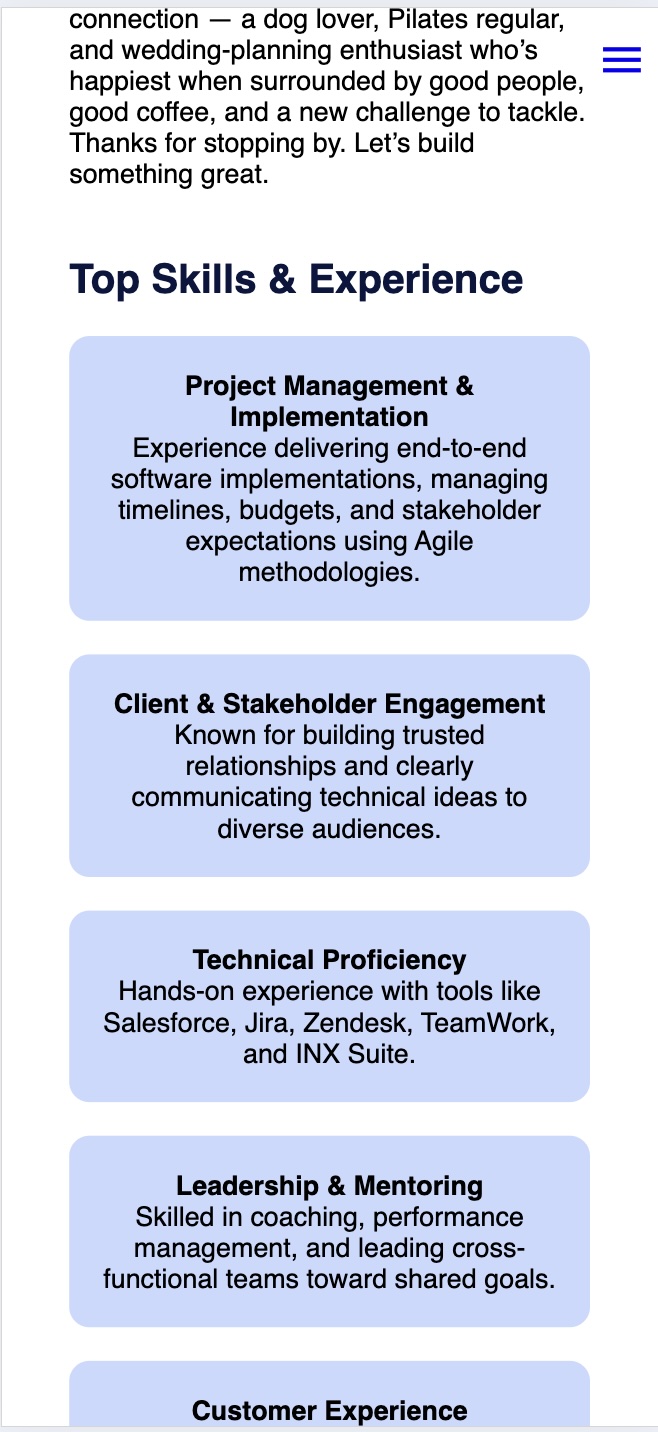 connection — a dog lover, Pilates regular,
and wedding-planning enthusiast who’s
happiest when surrounded by good people,
good coffee, and a new challenge to tackle.
Thanks for stopping by. Let’s build
something great.
Top Skills & Experience
Project Management &
Implementation
Experience delivering end-to-end
software implementations, managing
timelines, budgets, and stakeholder
expectations using Agile
methodologies.
Client & Stakeholder Engagement
Known for building trusted
relationships and clearly
communicating technical ideas to
diverse audiences.
Technical Proficiency
Hands-on experience with tools like
Salesforce, Jira, Zendesk, TeamWork,
and INX Suite.
Leadership & Mentoring
Skilled in coaching, performance
management, and leading cross-
functional teams toward shared goals.
Customer Experience